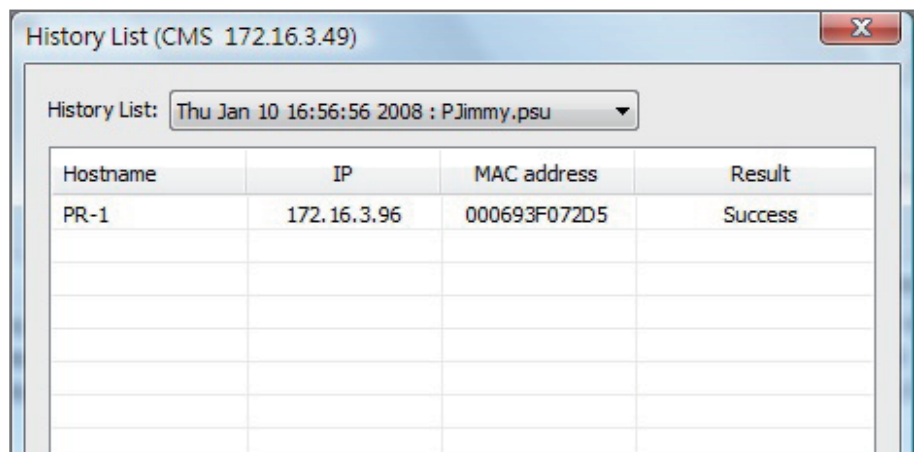 History List (CMS 172.16.3.49)
History List: Thu Jan 10 16:56:56 2008 : PJimmy.psu
Hostname IP MAC address Result
PR-1 172.16.3.96 000693F072D5 Success